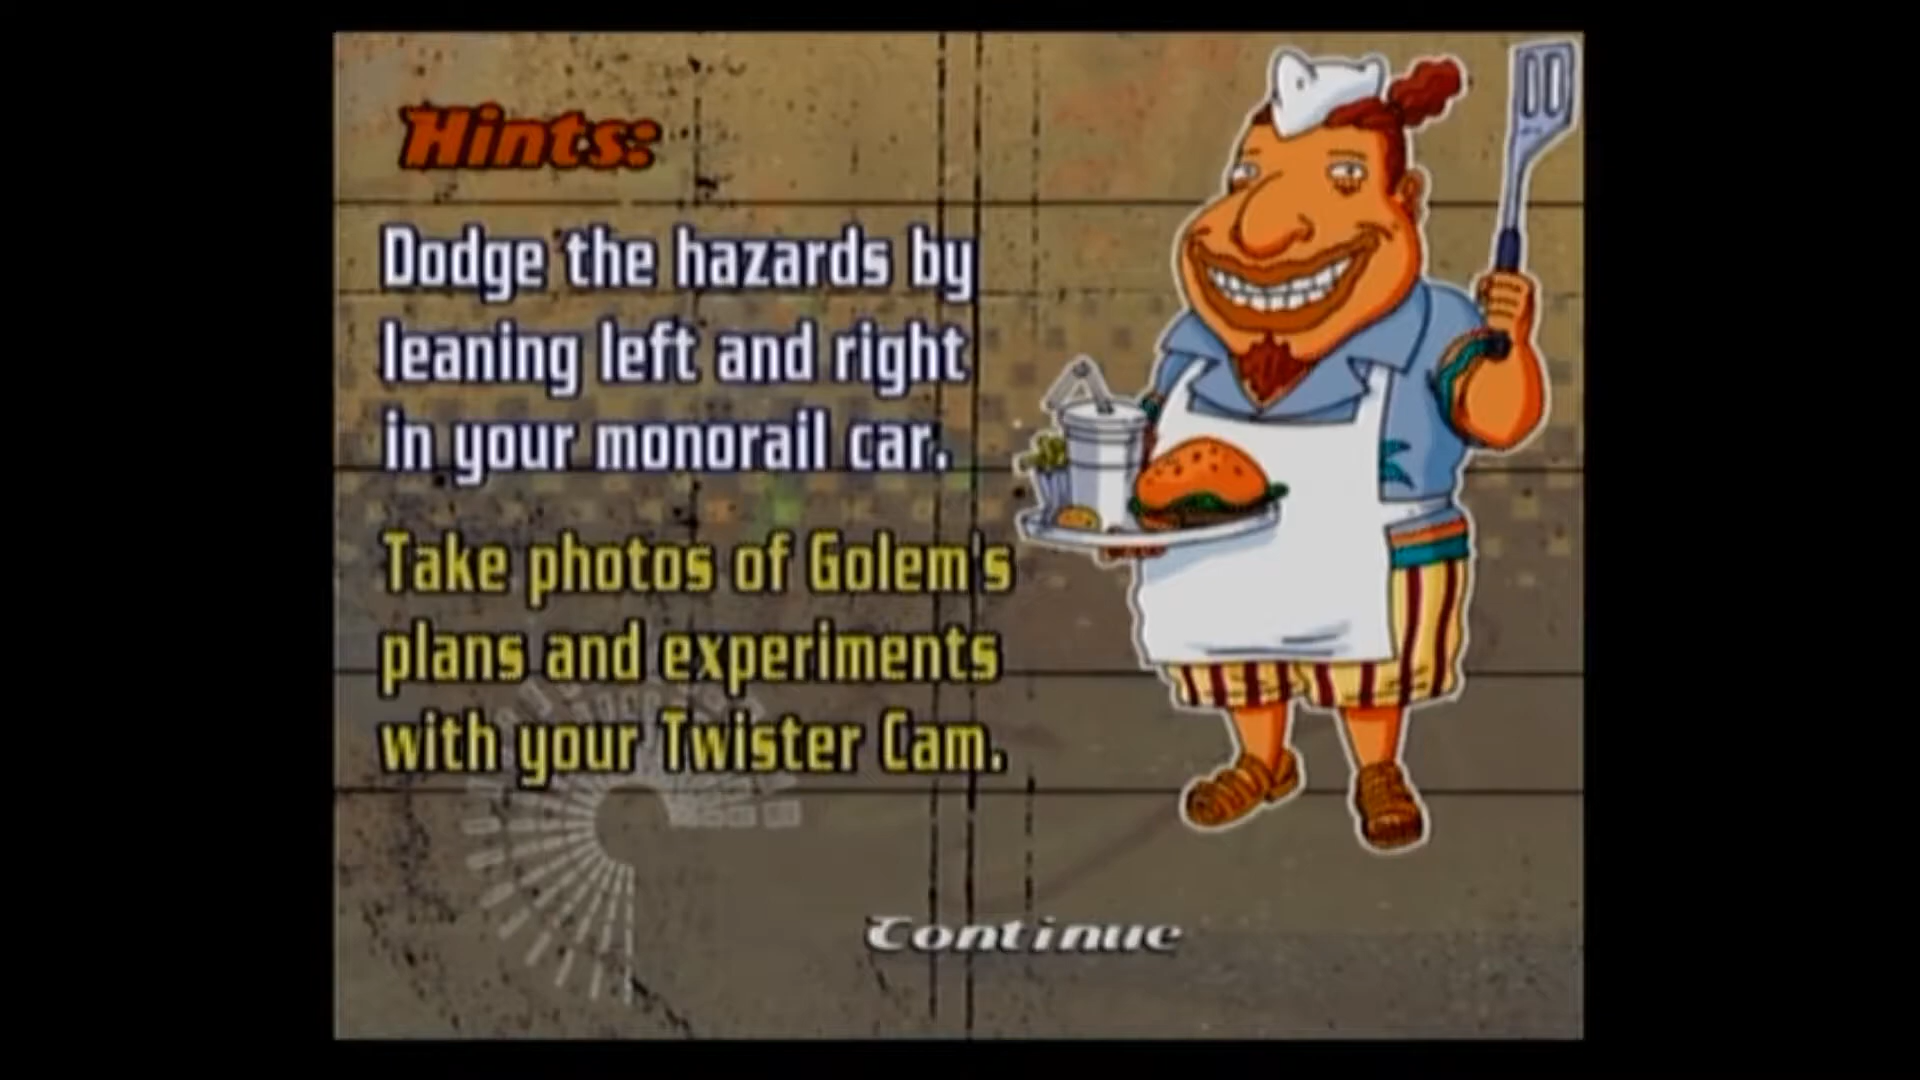 Hints:
Dodge the hazards by
leaning left and right
in your monorail car.
Take photos of Golem's
plans and experiments
with your Twister Cam.
Continue